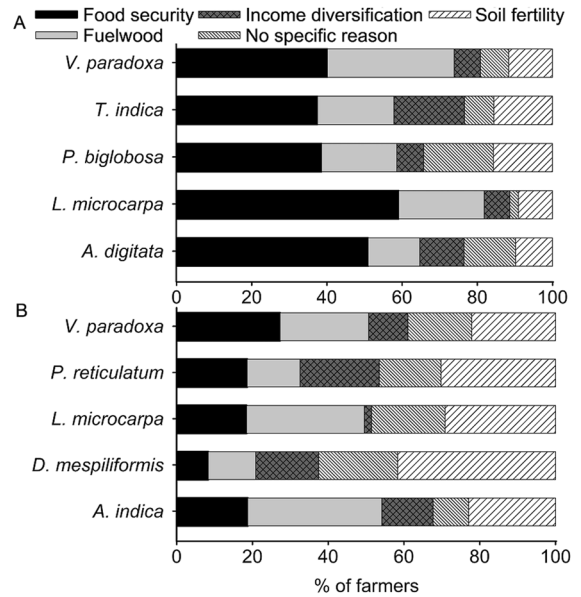 A
Food security Income diversification Soil fertility
Fuelwood No specific reason
V. paradoxa
T. indica
P. biglobosa
L. microcarpa
A. digitata
0 20 40 60 80 100
B
V. paradoxa
P. reticulatum
L. microcarpa
D. mespiliformis
A. indica
0 20 40 60 80 100
% of farmers